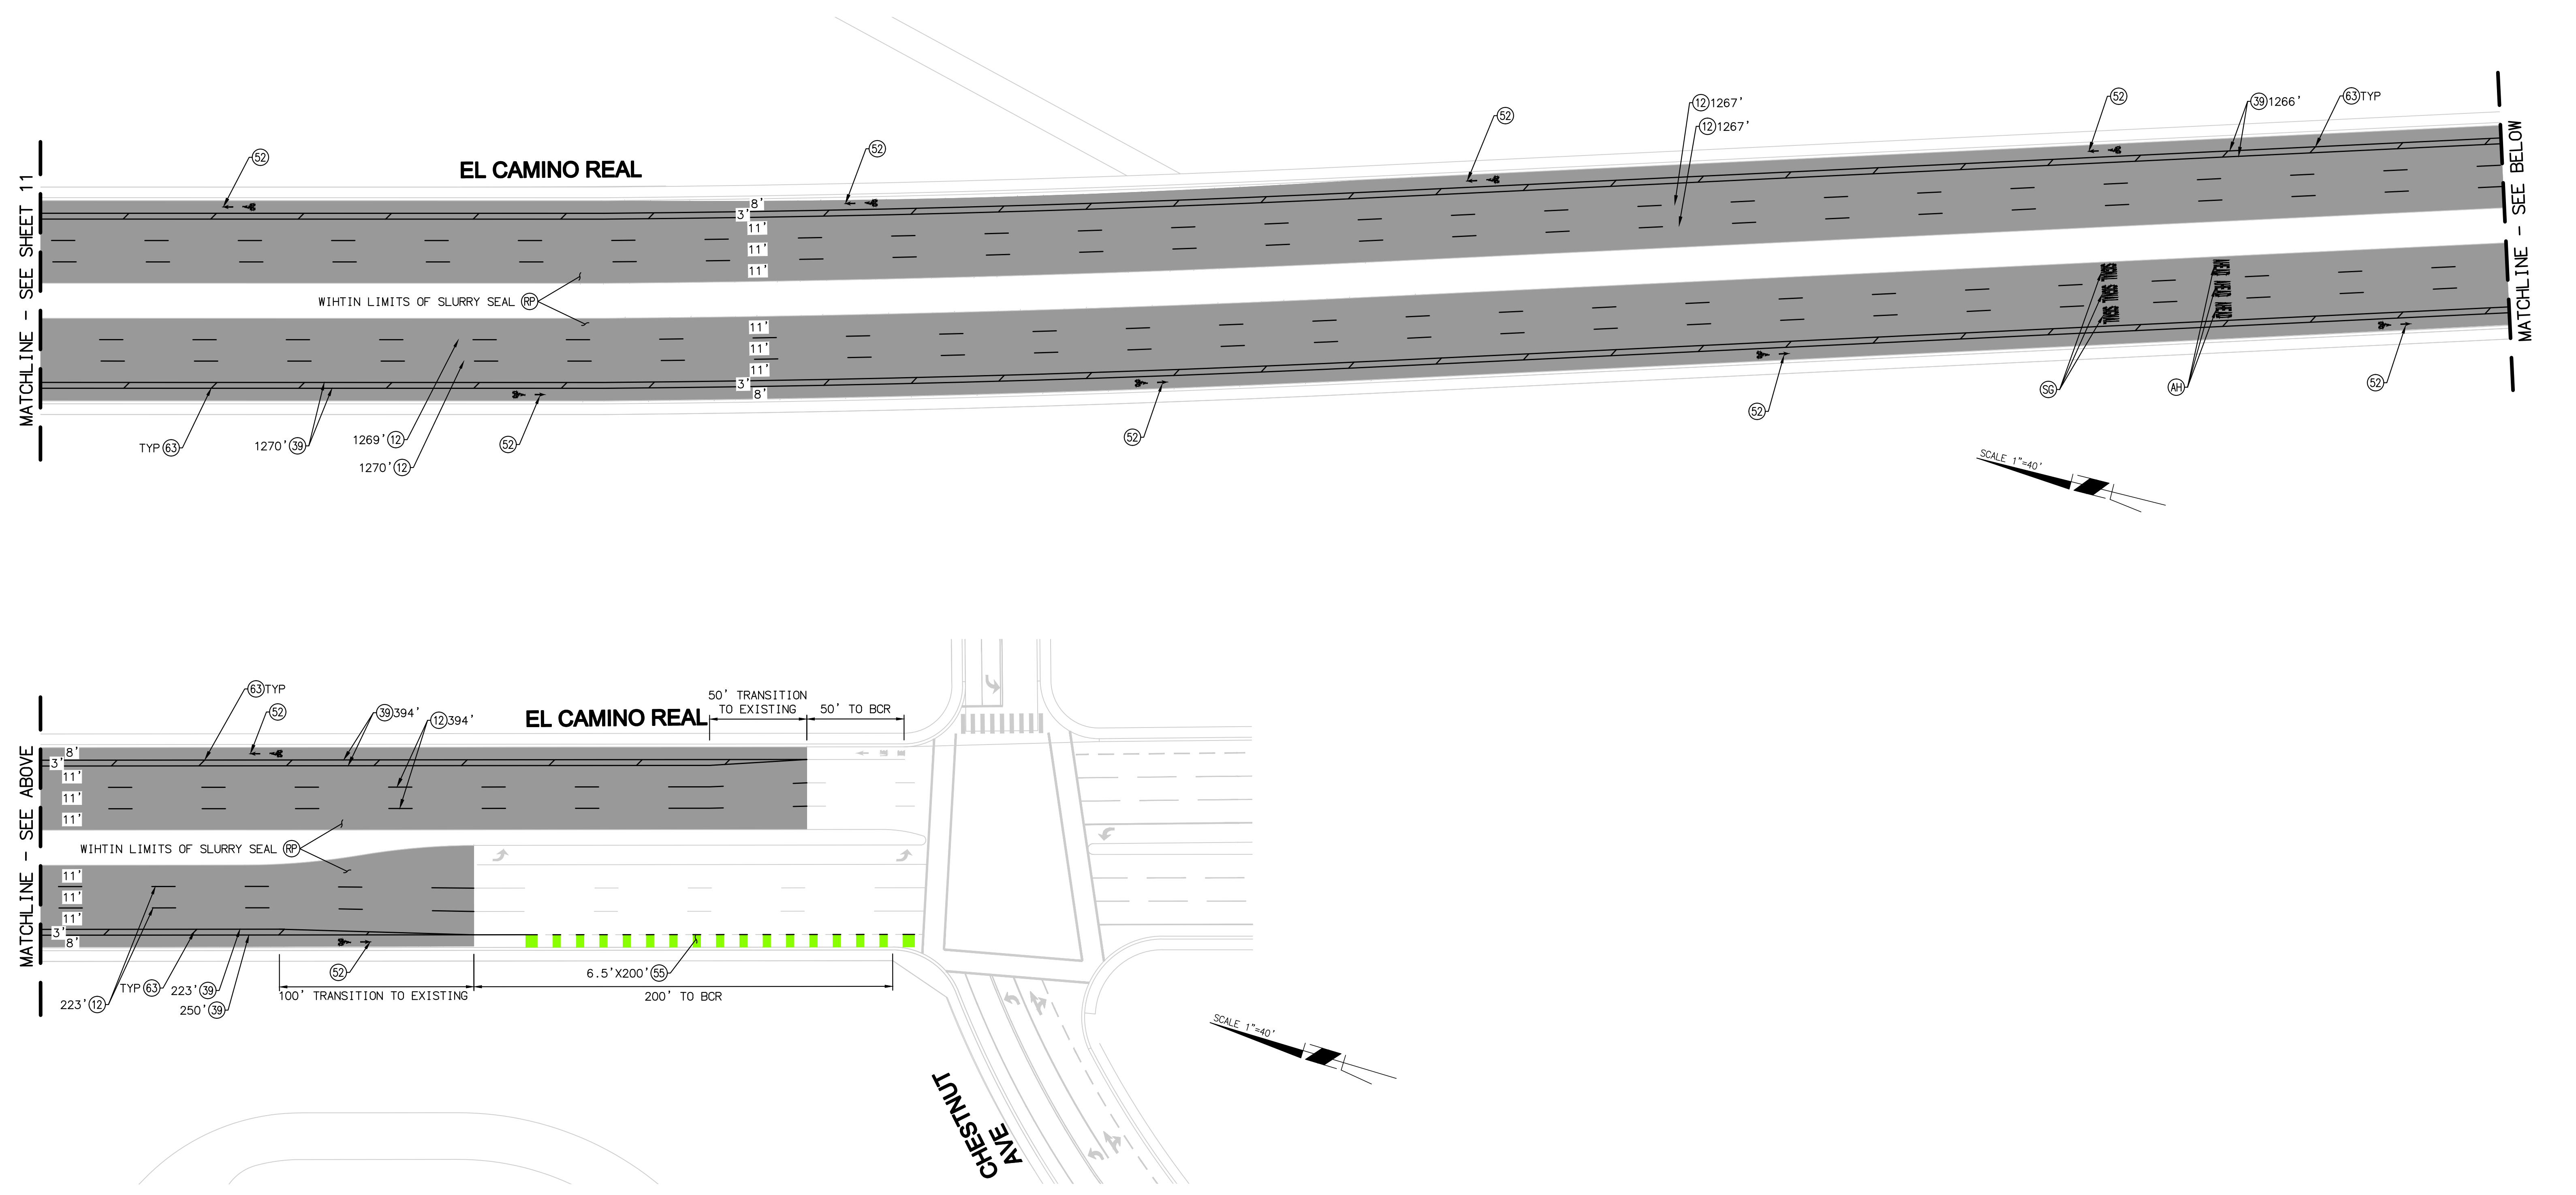 MATCHLINE - SEE SHEET 11
52
EL CAMINO REAL
52
52
12 1267'
12 1267'
52
39 1266'
63 TYP
MATCHLINE - SEE BELOW
8'
3'
11'
11'
11'
WIHTIN LIMITS OF SLURRY SEAL RP
11'
11'
11'
3'
8'
TYP 63
1270' 39
1269' 12
1270' 12
52
52
52
SG
SIGNAL SIGNAL SIGNAL
AH
AHEAD AHEAD AHEAD
52
SCALE 1"=40'
MATCHLINE - SEE ABOVE
63 TYP
52
39 394'
12 394'
EL CAMINO REAL
50' TRANSITION
TO EXISTING
50' TO BCR
8'
3'
11'
11'
11'
WIHTIN LIMITS OF SLURRY SEAL RP
11'
11'
11'
3'
8'
223' 12
TYP 63
223' 39
250' 39
52
100' TRANSITION TO EXISTING
6.5'X200' 55
200' TO BCR
SCALE 1"=40'
CHESTNUT
AVE